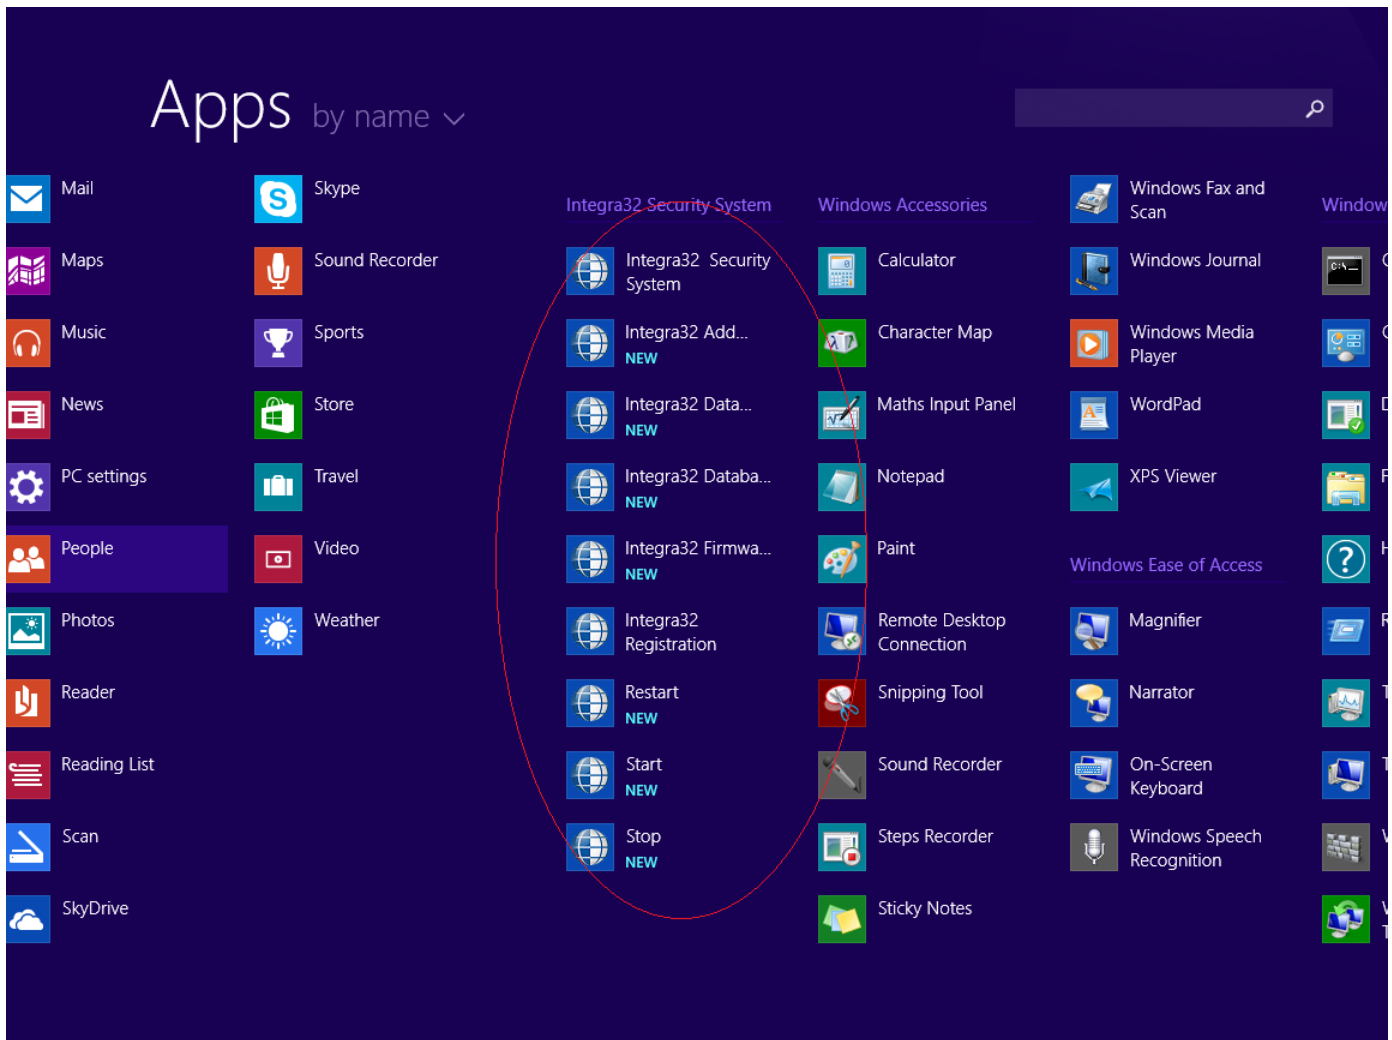 Apps by name
Mail
Maps
Music
News
PC settings
People
Photos
Reader
Reading List
Scan
SkyDrive
Skype
Sound Recorder
Sports
Store
Travel
Video
Weather
Integra32 Security System
Integra32 Security
System
Integra32 Add...
NEW
Integra32 Data...
NEW
Integra32 Databa...
NEW
Integra32 Firmwa...
NEW
Integra32
Registration
Restart
NEW
Start
NEW
Stop
NEW
Windows Accessories
Calculator
Character Map
Maths Input Panel
Notepad
Paint
Remote Desktop
Connection
Snipping Tool
Sound Recorder
Steps Recorder
Sticky Notes
Windows Fax and
Scan
Windows Journal
Windows Media
Player
WordPad
XPS Viewer
Windows Ease of Access
Magnifier
Narrator
On-Screen
Keyboard
Windows Speech
Recognition
Window